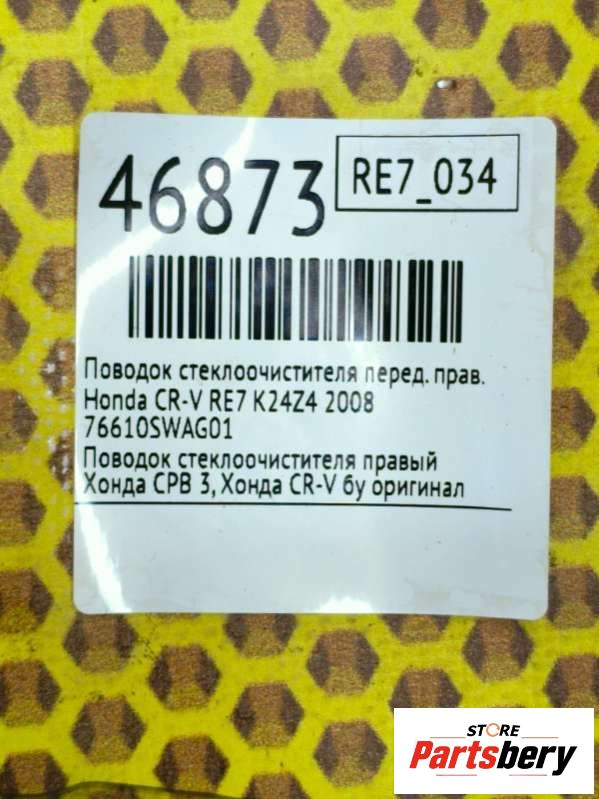 46873
RE7_034
Поводок стеклоочистителя перед. прав.
Honda CR-V RE7 K24Z4 2008
76610SWAG01
Поводок стеклоочистителя правый
Хонда СРВ 3, Хонда CR-V бу оригинал
STORE
Partsbery